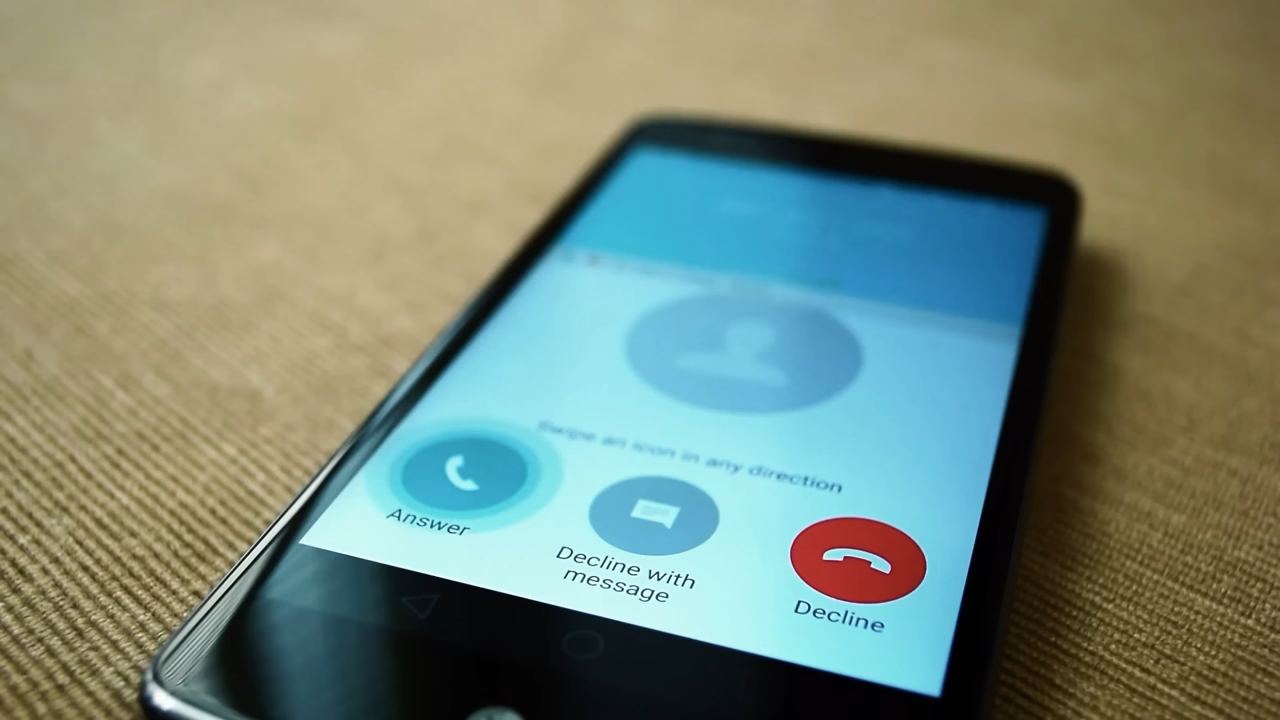 Swipe an icon in any direction
Answer
Decline with
message
Decline